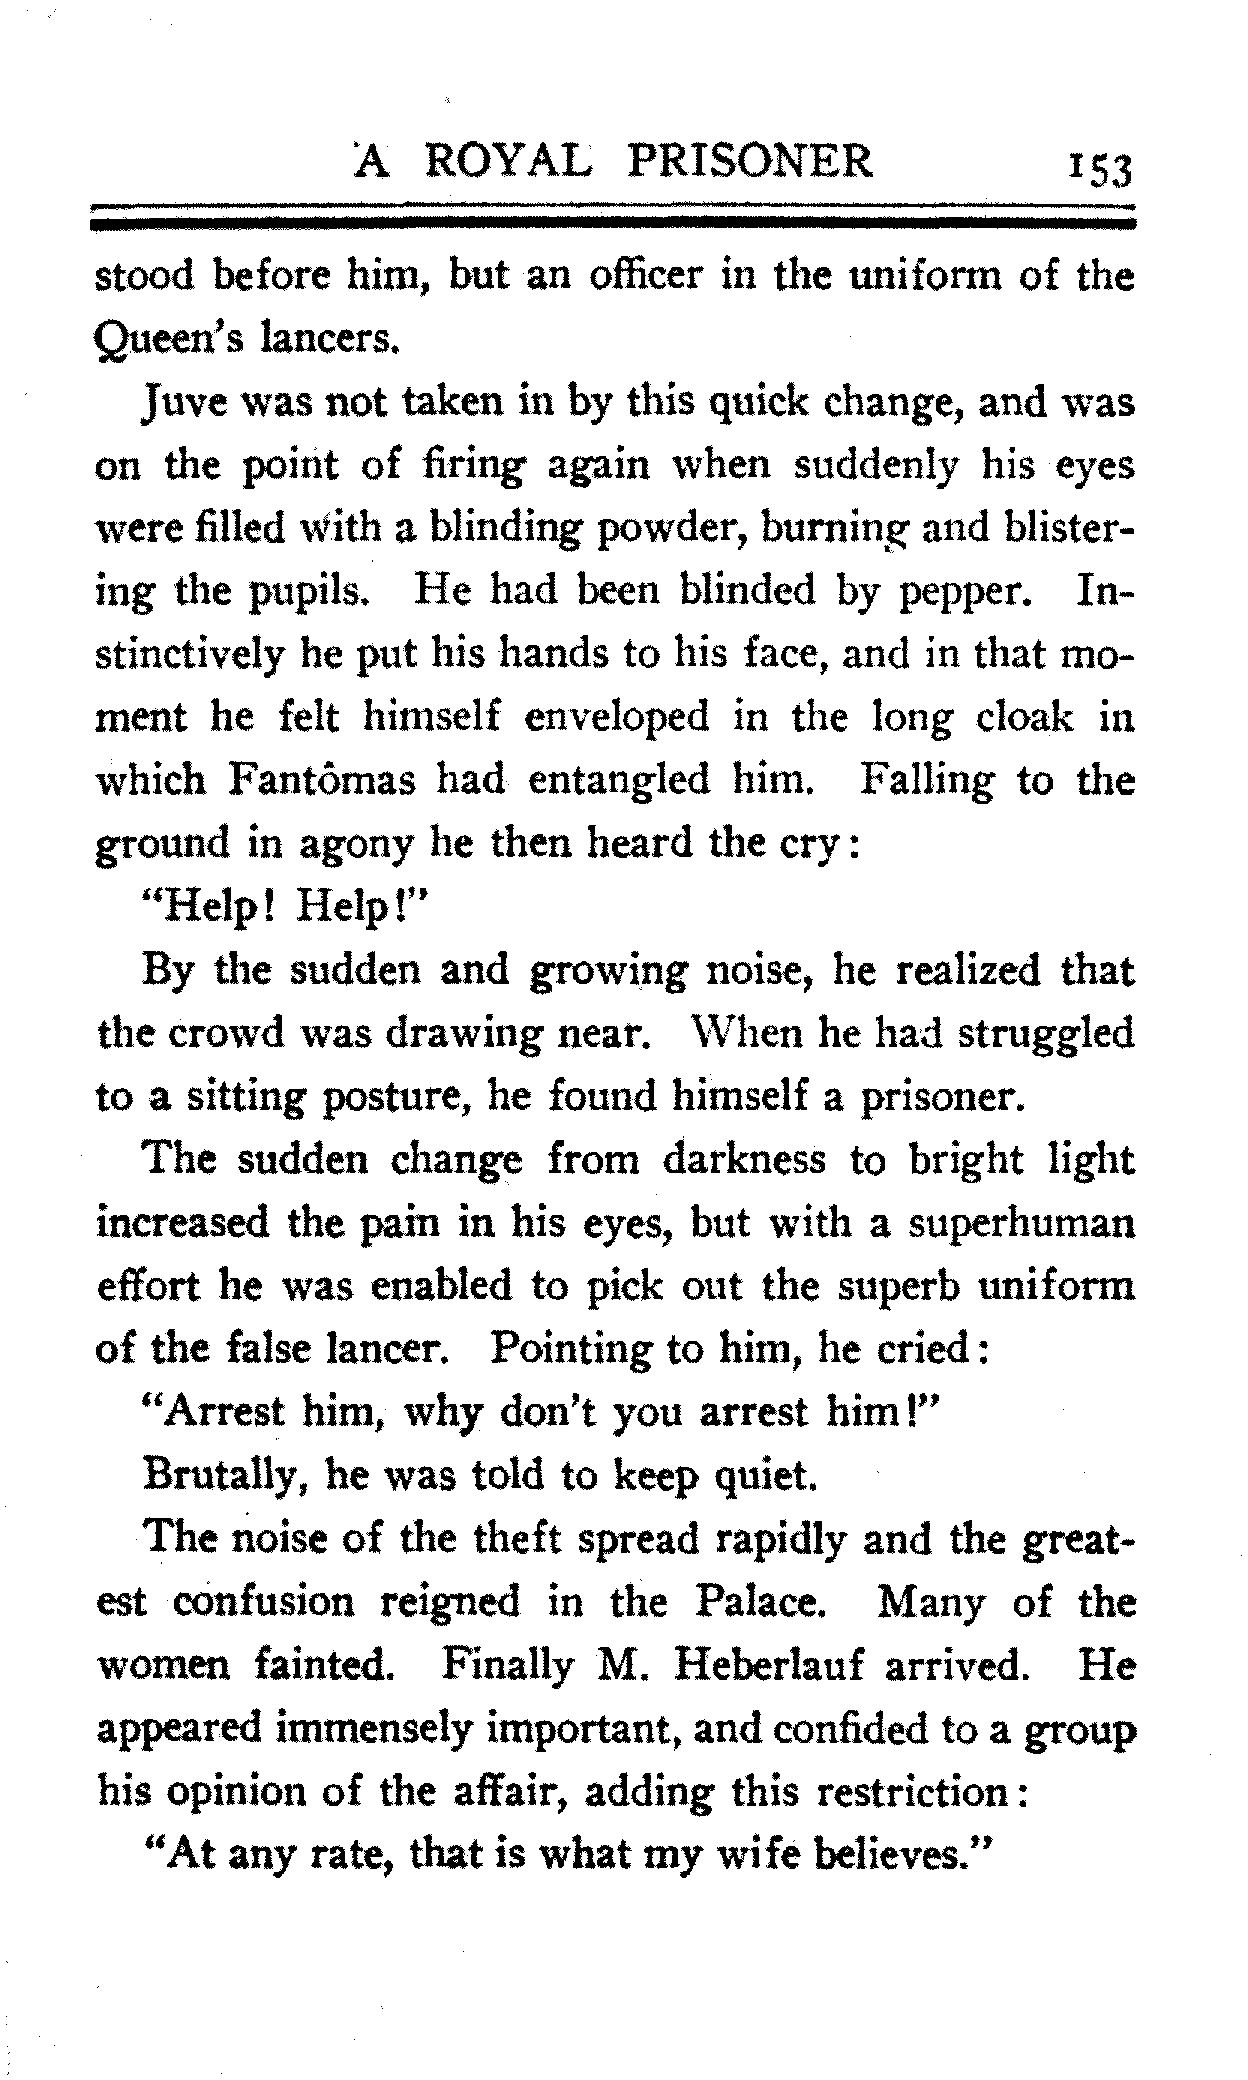 A ROYAL PRISONER 153
stood before him, but an officer in the uniform of the
Queen's lancers.
Juve was not taken in by this quick change, and was
on the point of firing again when suddenly his eyes
were filled with a blinding powder, burning and blister-
ing the pupils. He had been blinded by pepper. In-
stinctively he put his hands to his face, and in that mo-
ment he felt himself enveloped in the long cloak in
which Fantômas had entangled him. Falling to the
ground in agony he then heard the cry:
"Help! Help!"
By the sudden and growing noise, he realized that
the crowd was drawing near. When he had struggled
to a sitting posture, he found himself a prisoner.
The sudden change from darkness to bright light
increased the pain in his eyes, but with a superhuman
effort he was enabled to pick out the superb uniform
of the false lancer. Pointing to him, he cried:
"Arrest him, why don't you arrest him!"
Brutally, he was told to keep quiet.
The noise of the theft spread rapidly and the great-
est confusion reigned in the Palace. Many of the
women fainted. Finally M. Heberlauf arrived. He
appeared immensely important, and confided to a group
his opinion of the affair, adding this restriction:
"At any rate, that is what my wife believes."